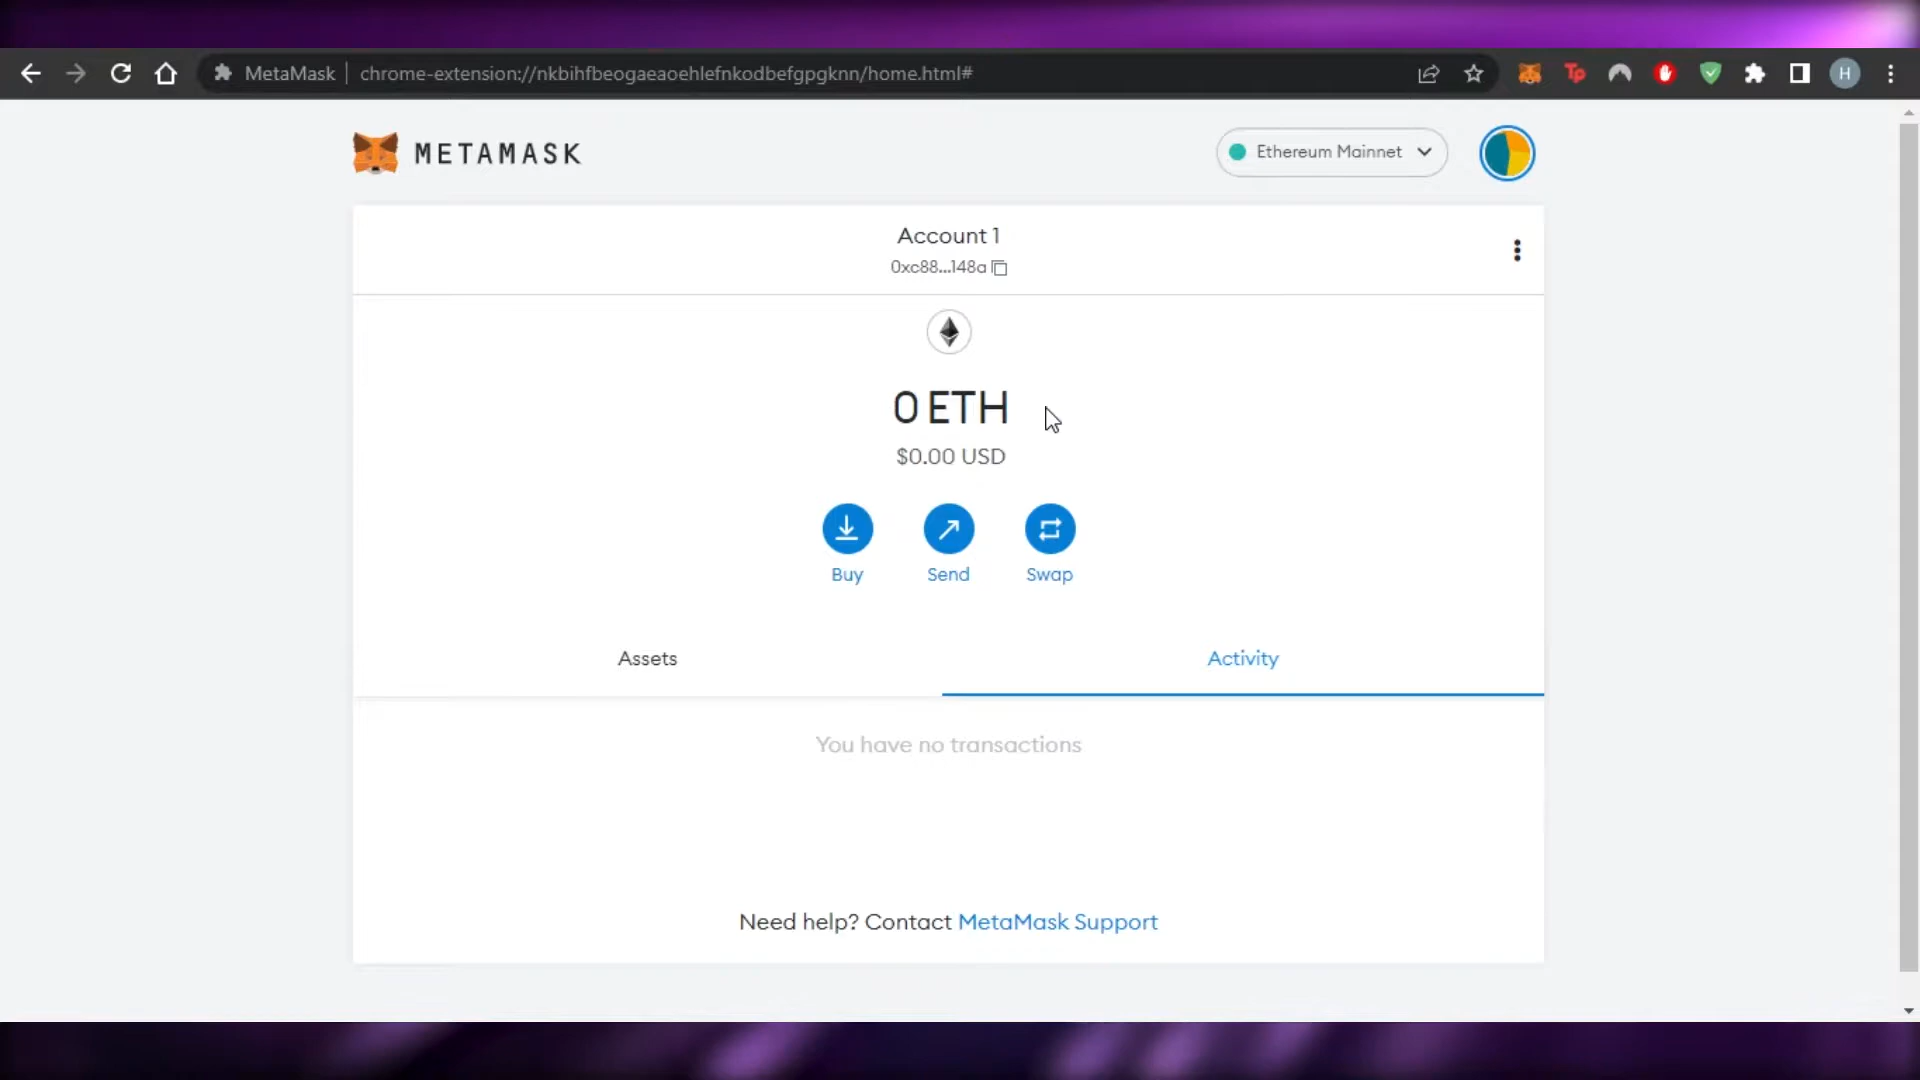 MetaMask | chrome-extension://nkbihfbeogaeaoehlefnkodbefgpgknn/home.html#
Tp
H
METAMASK
Ethereum Mainnet
Account 1
0xc88...148a
0 ETH
$0.00 USD
Buy Send Swap
Assets Activity
You have no transactions
Need help? Contact MetaMask Support